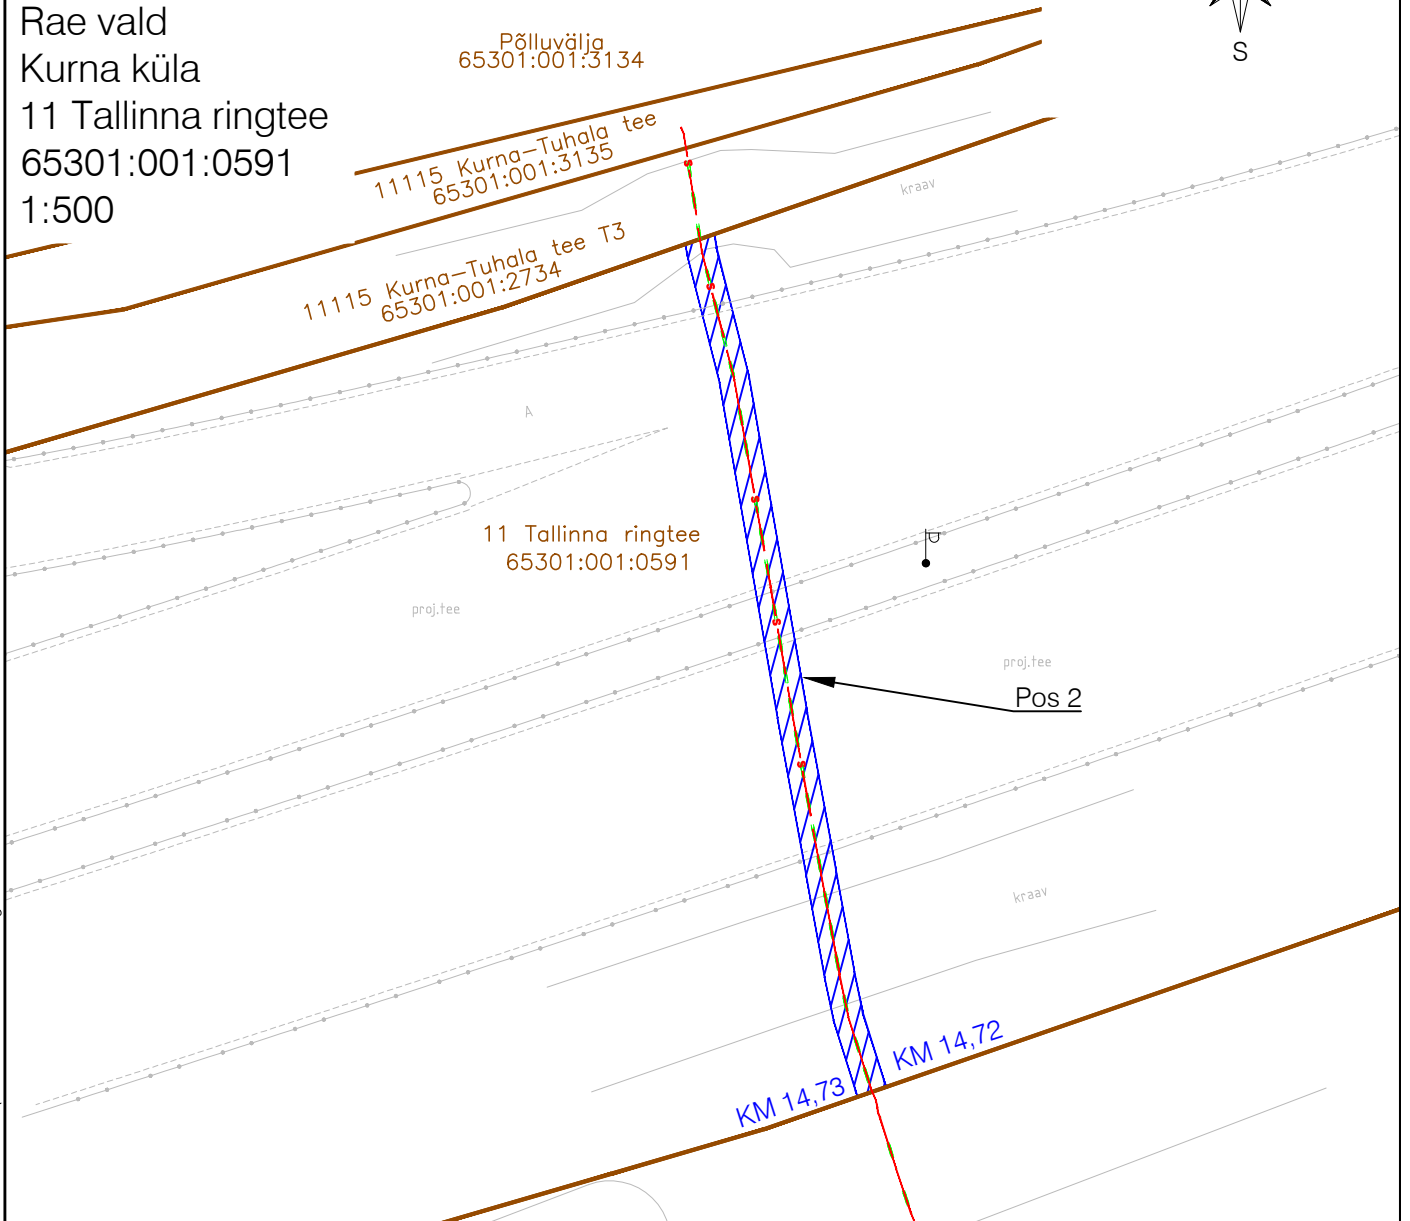 Rae vald
Kurna küla
11 Tallinna ringtee
65301:001:0591
1:500
S
Põlluvälja
65301:001:3134
11115 Kurna-Tuhala tee
65301:001:3135
kraav
11115 Kurna-Tuhala tee T3
65301:001:2734
S
S
A
S
11 Tallinna ringtee
65301:001:0591
proj.tee
S
proj.tee
Pos 2
S
kraav
KM 14,72
KM 14,73